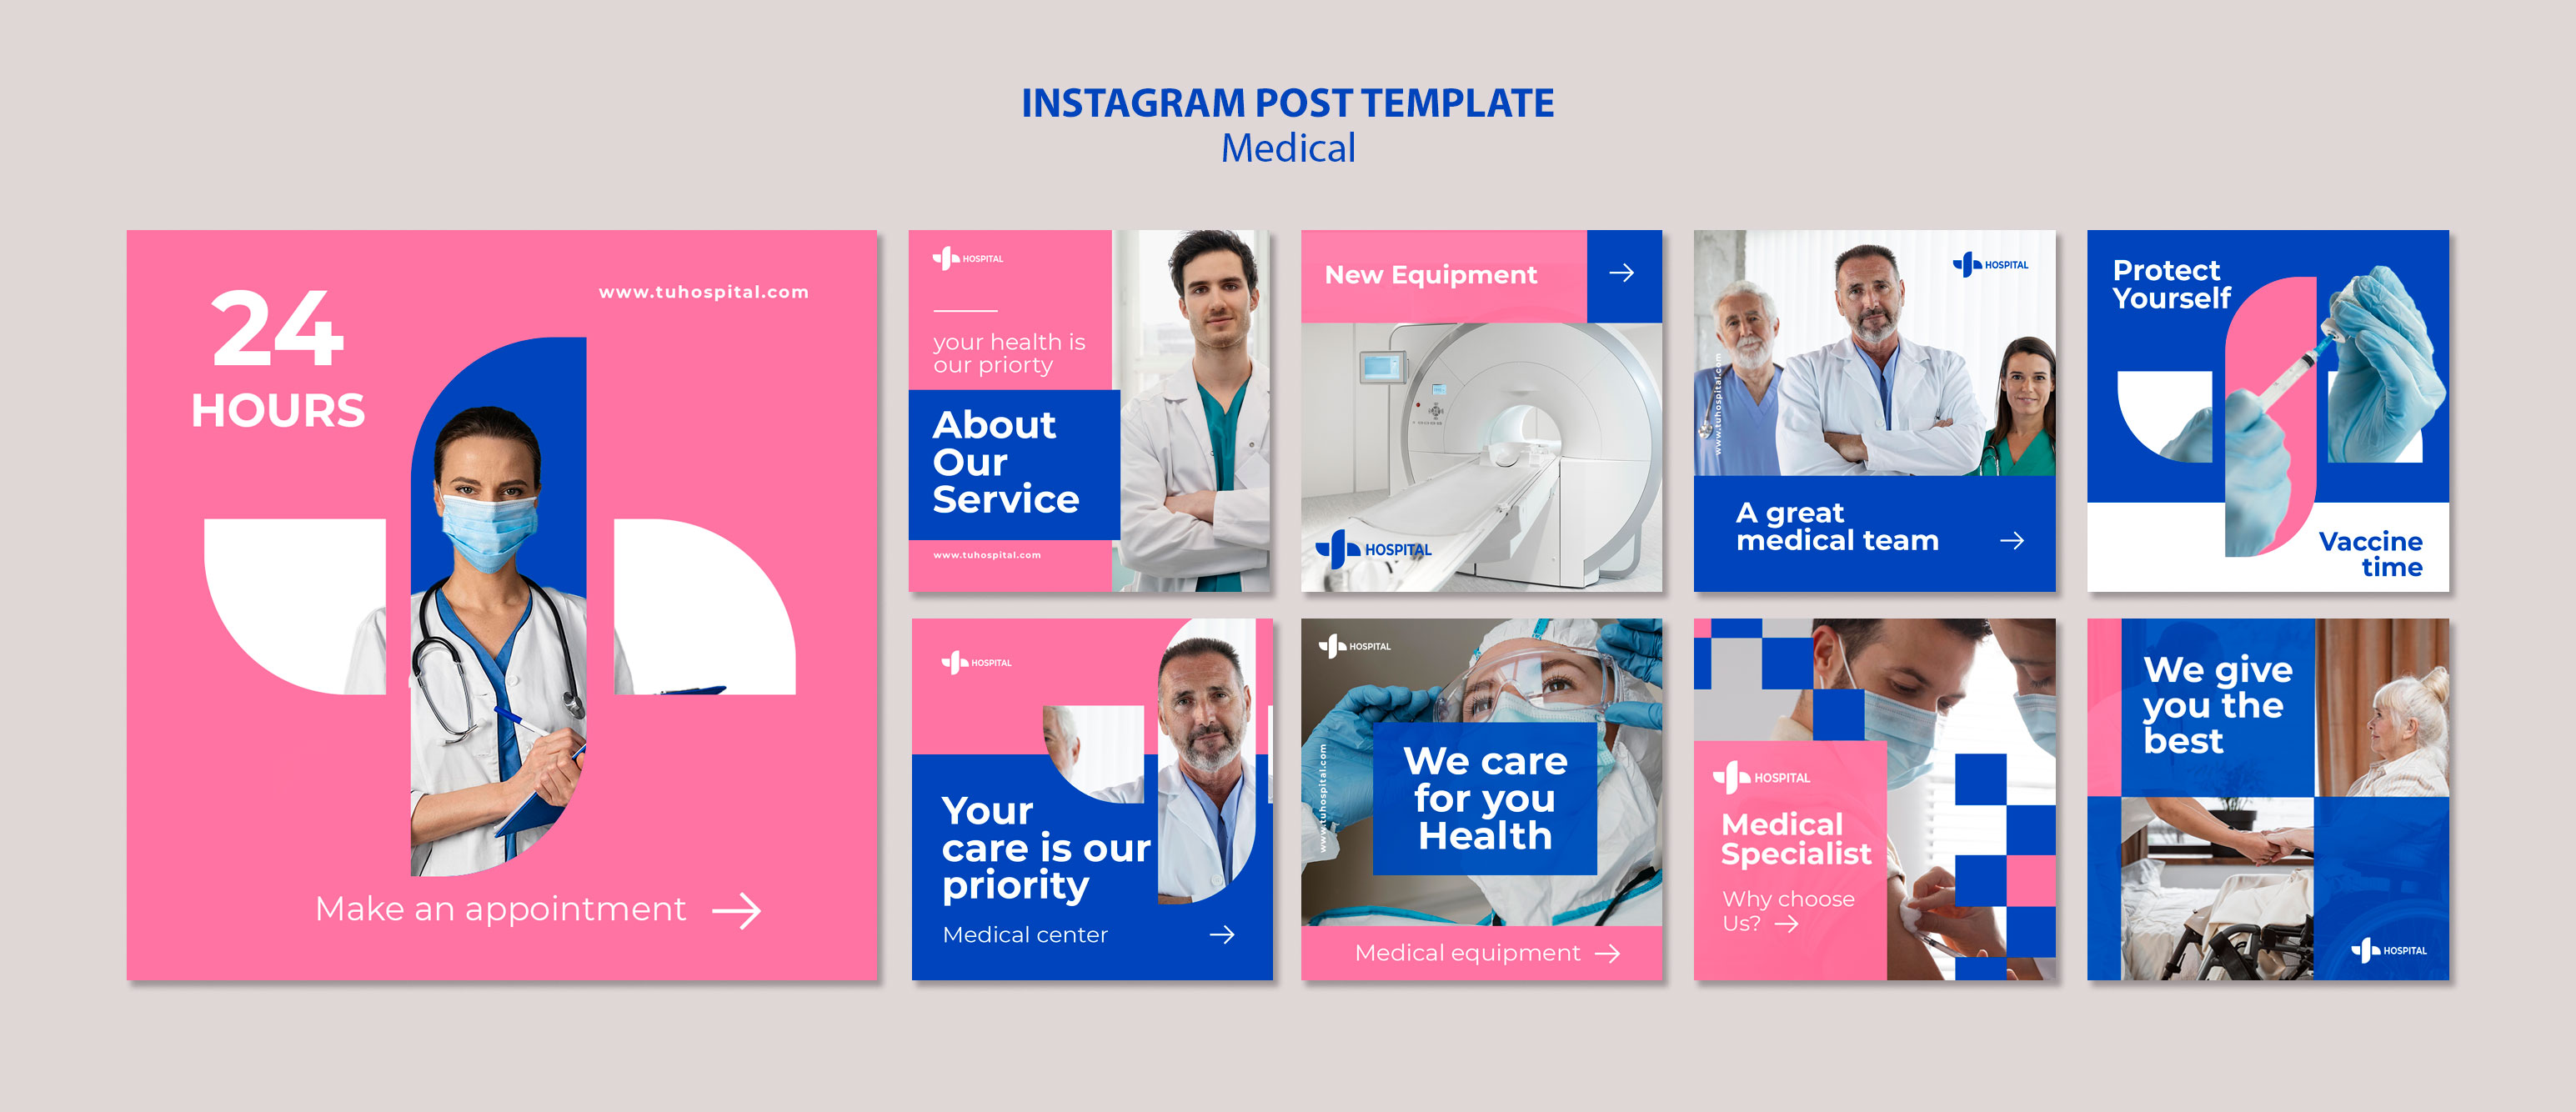 INSTAGRAM POST TEMPLATE
Medical
24
HOURS
www.tuhospital.com
Make an appointment
HOSPITAL
your health is
our priorty
About
Our
Service
www.tuhospital.com
New Equipment
HOSPITAL
HOSPITAL
www.tuhospital.com
A great
medical team
Protect
Yourself
Vaccine
time
HOSPITAL
Your
care is our
priority
Medical center
HOSPITAL
www.tuhospital.com
We care
for you
Health
Medical equipment
HOSPITAL
Medical
Specialist
Why choose
Us?
We give
you the
best
HOSPITAL